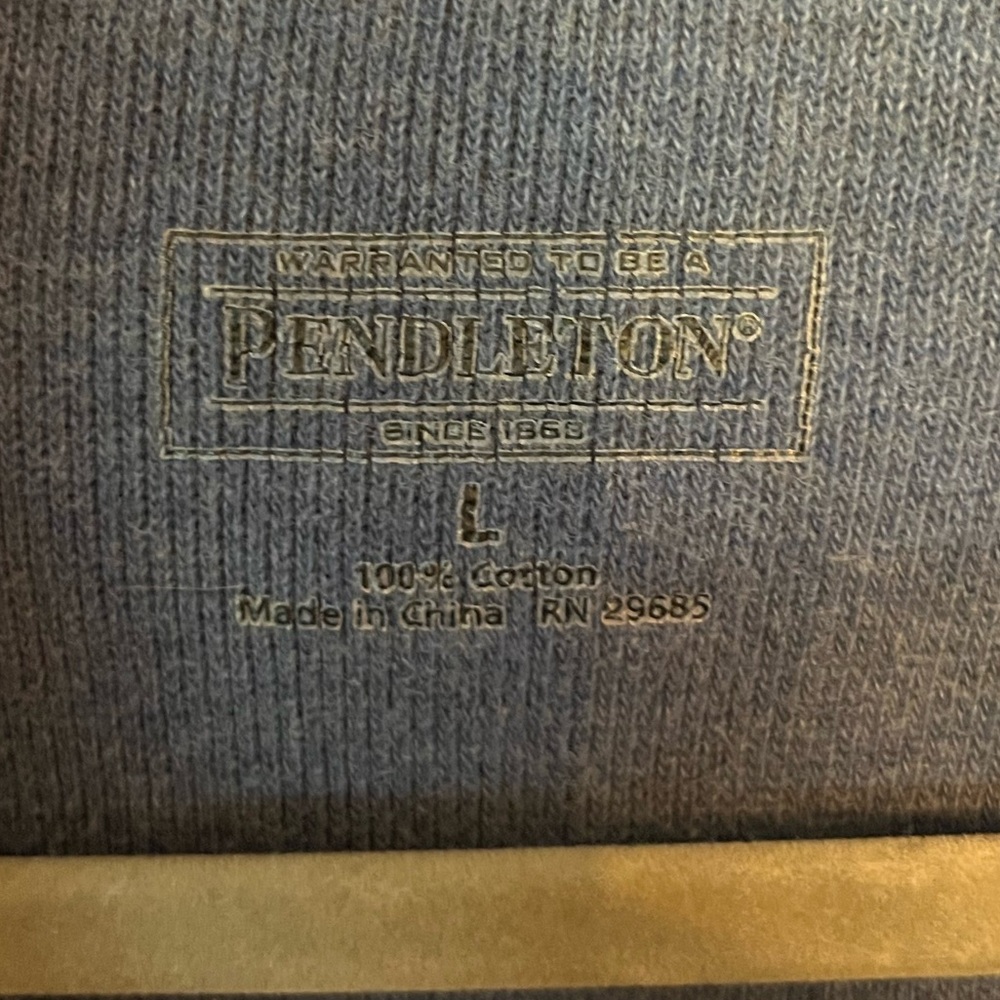 WARRANTED TO BE A
PENDLETON®
SINCE 1863
L
100% Cotton
Made in China RN 29685